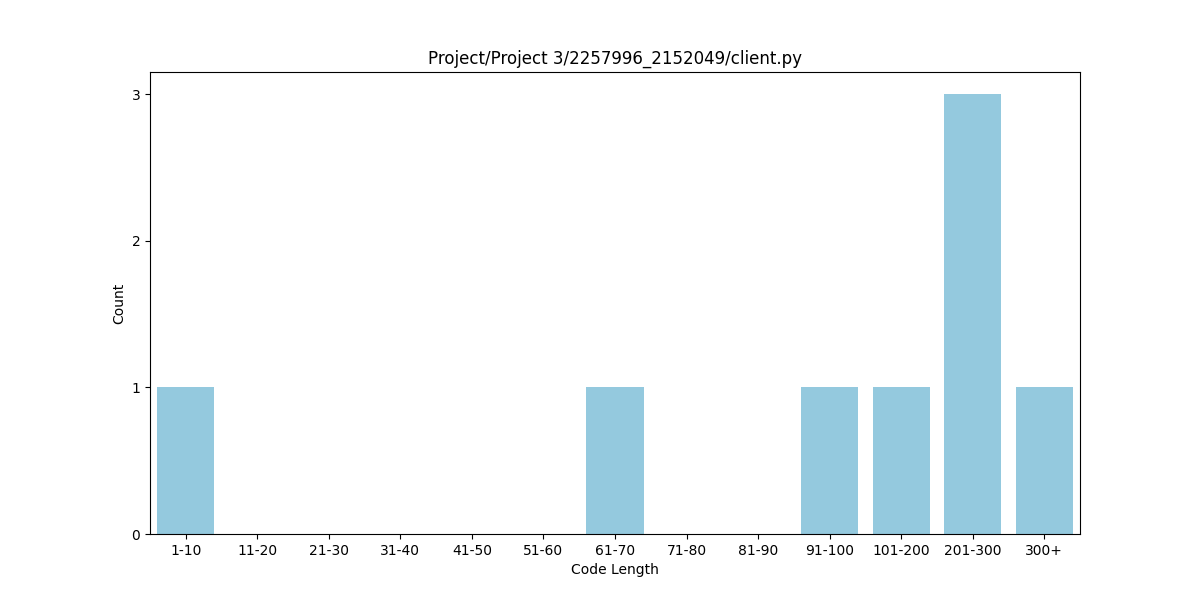 Project/Project 3/2257996_2152049/client.py
3
2
1
0
Count
1-10 11-20 21-30 31-40 41-50 51-60 61-70 71-80 81-90 91-100 101-200 201-300 300+
Code Length